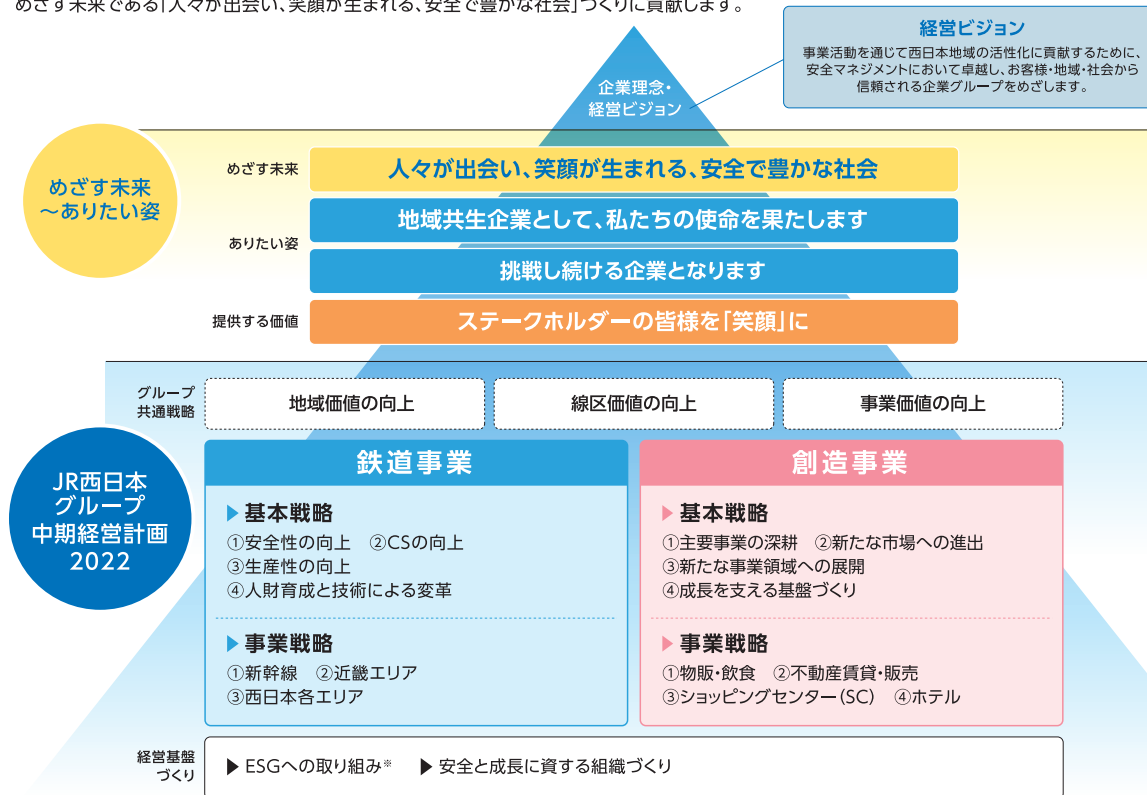 めざす未来である「人々が出会い、笑顔が生まれる、安全で豊かな社会」づくりに貢献します。
経営ビジョン
事業活動を通じて西日本地域の活性化に貢献するために、
安全マネジメントにおいて卓越し、お客様・地域・社会から
信頼される企業グループをめざします。
企業理念・
経営ビジョン
めざす未来
～ありたい姿
めざす未来
人々が出会い、笑顔が生まれる、安全で豊かな社会
ありたい姿
地域共生企業として、私たちの使命を果たします
挑戦し続ける企業となります
提供する価値
ステークホルダーの皆様を「笑顔」に
JR西日本
グループ
中期経営計画
2022
グループ
共通戦略
地域価値の向上
線区価値の向上
事業価値の向上
鉄道事業
▶基本戦略
①安全性の向上 ②CSの向上
③生産性の向上
④人財育成と技術による変革
▶事業戦略
①新幹線 ②近畿エリア
③西日本各エリア
創造事業
▶基本戦略
①主要事業の深耕 ②新たな市場への進出
③新たな事業領域への展開
④成長を支える基盤づくり
▶事業戦略
①物販・飲食 ②不動産賃貸・販売
③ショッピングセンター(SC) ④ホテル
経営基盤
づくり
▶ESGへの取り組み※ ▶安全と成長に資する組織づくり